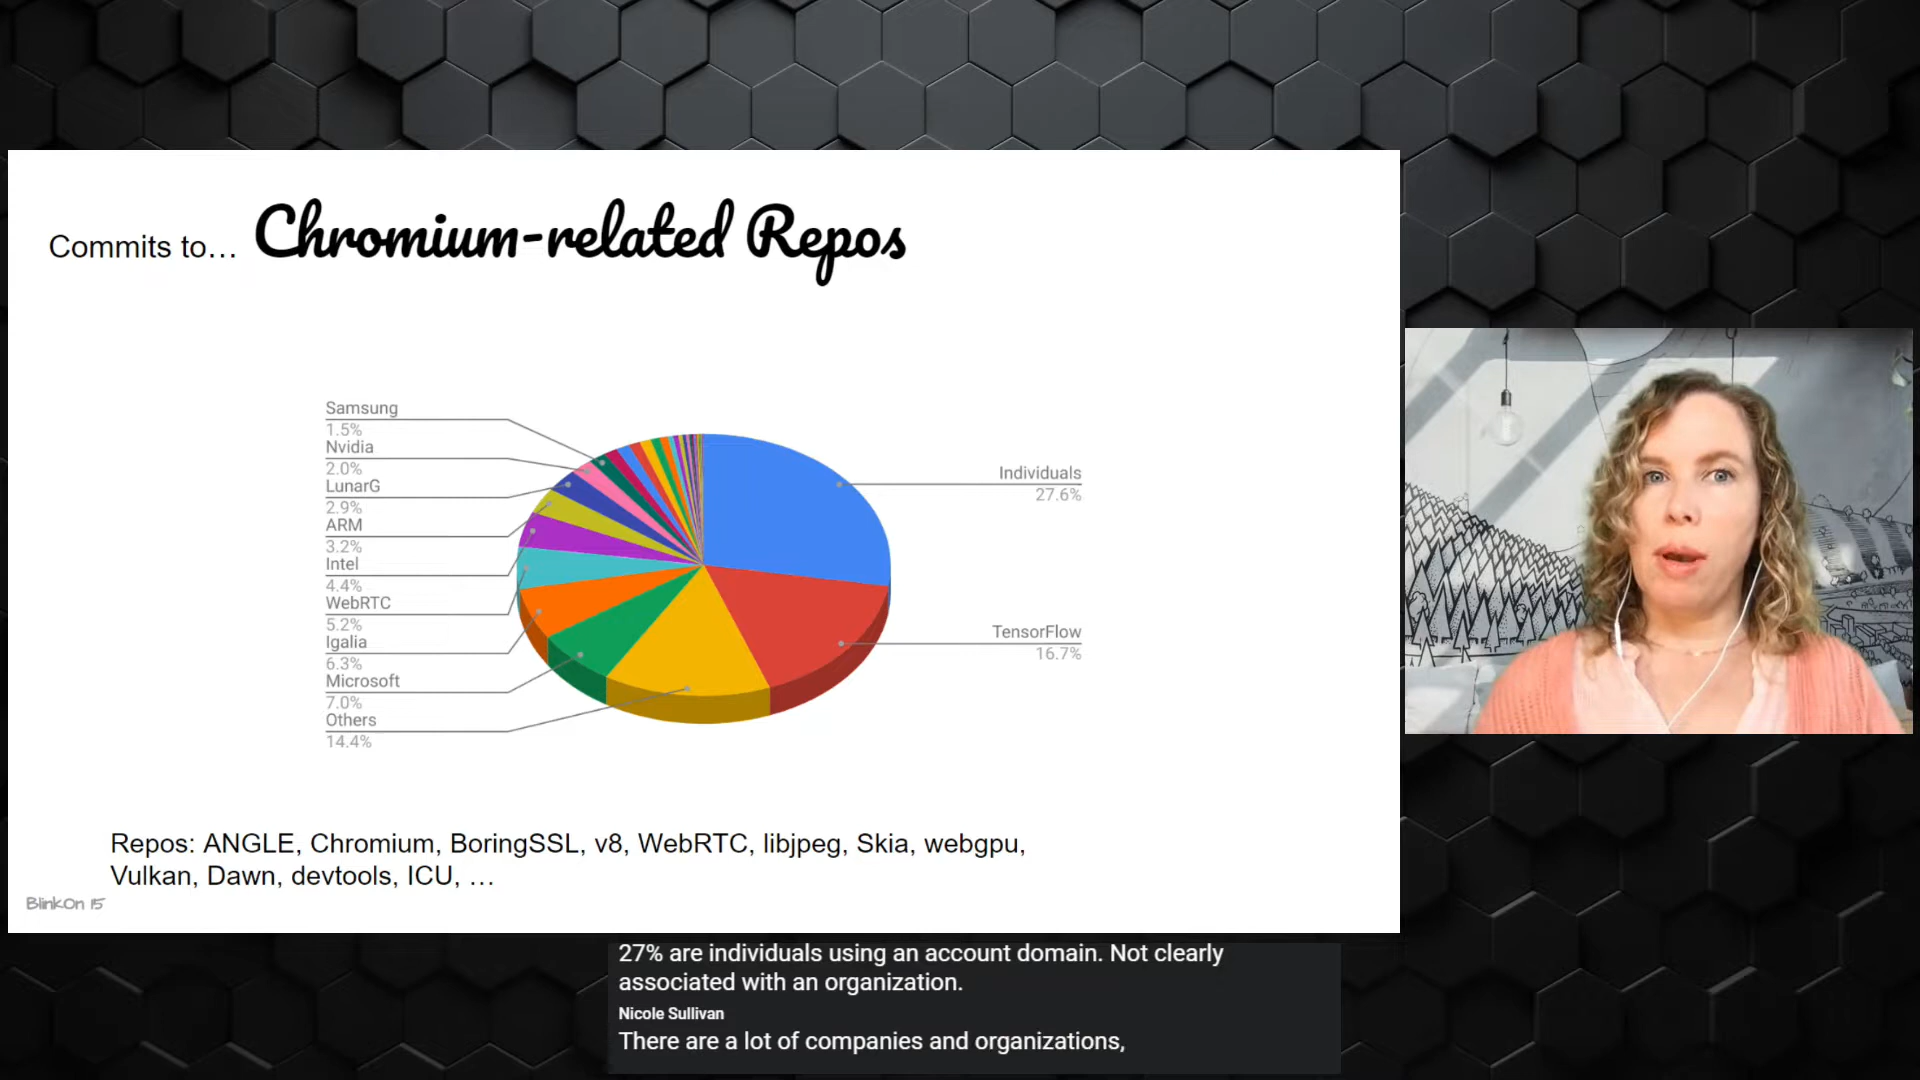 Commits to… Chromium-related Repos
Samsung
1.5%
Nvidia
2.0%
LunarG
2.9%
ARM
3.2%
Intel
4.4%
WebRTC
5.2%
Igalia
6.3%
Microsoft
7.0%
Others
14.4%
Individuals
27.6%
TensorFlow
16.7%
Repos: ANGLE, Chromium, BoringSSL, v8, WebRTC, libjpeg, Skia, webgpu,
Vulkan, Dawn, devtools, ICU, …
BlinkOn 15
27% are individuals using an account domain. Not clearly
associated with an organization.
Nicole Sullivan
There are a lot of companies and organizations,